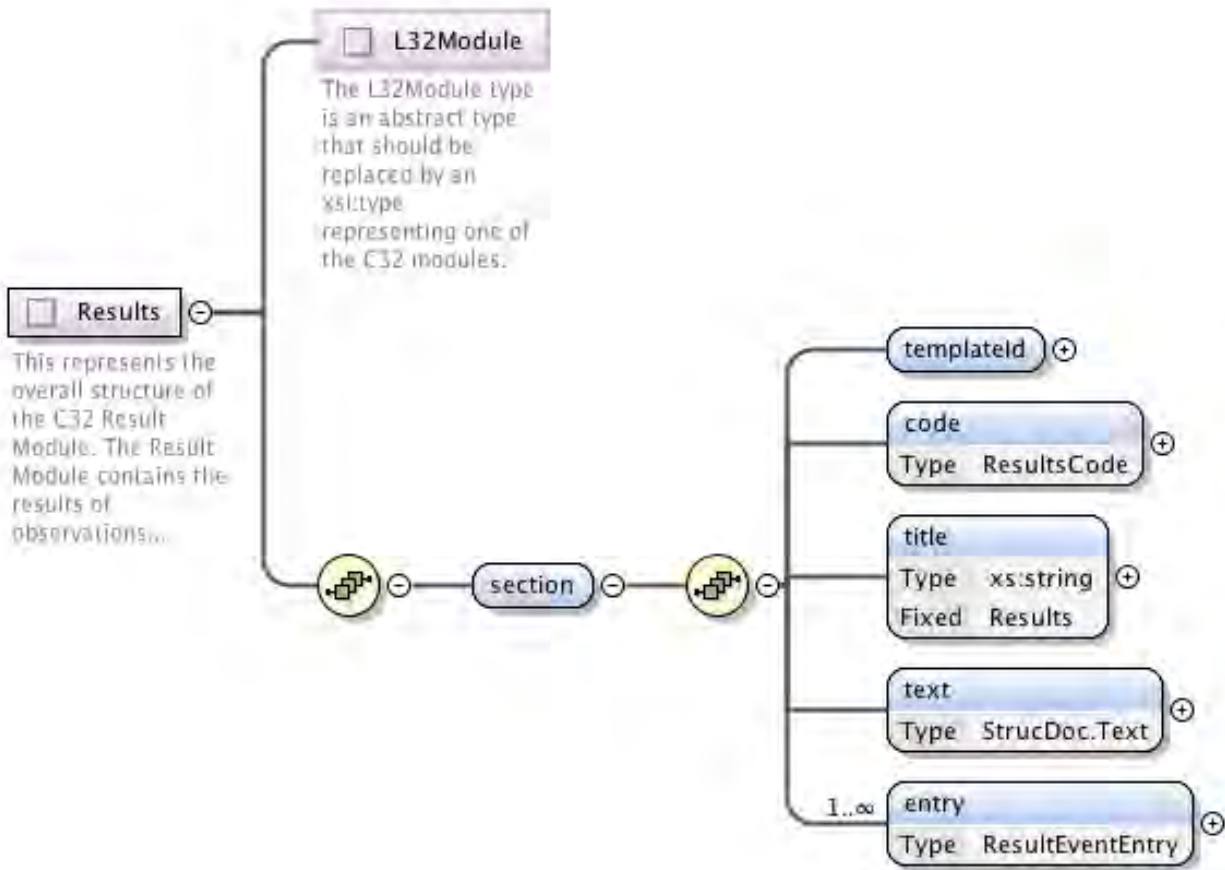 L32Module
The L32Module type
is an abstract type
that should be
replaced by an
xsi:type
representing one of
the C32 modules.
Results
This represents the
overall structure of
the C32 Result
Module. The Result
Module contains the
results of
observations...
section
templateId
code
Type ResultsCode
title
Type xs:string
Fixed Results
text
Type StrucDoc.Text
1..∞
entry
Type ResultEventEntry